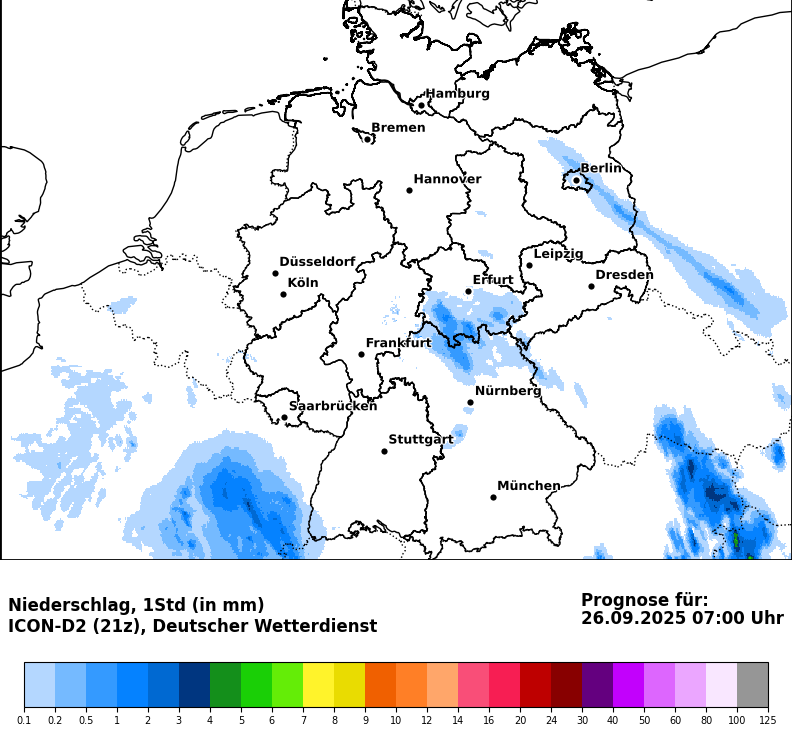 Hamburg
Bremen
Berlin
Hannover
Leipzig
Düsseldorf
Dresden
Köln
Erfurt
Frankfurt
Nürnberg
Saarbrücken
Stuttgart
München
Niederschlag, 1Std (in mm)
ICON-D2 (21z), Deutscher Wetterdienst
Prognose für:
26.09.2025 07:00 Uhr
0.1 0.2 0.5 1 2 3 4 5 6 7 8 9 10 12 14 16 20 24 30 40 50 60 80 100 125